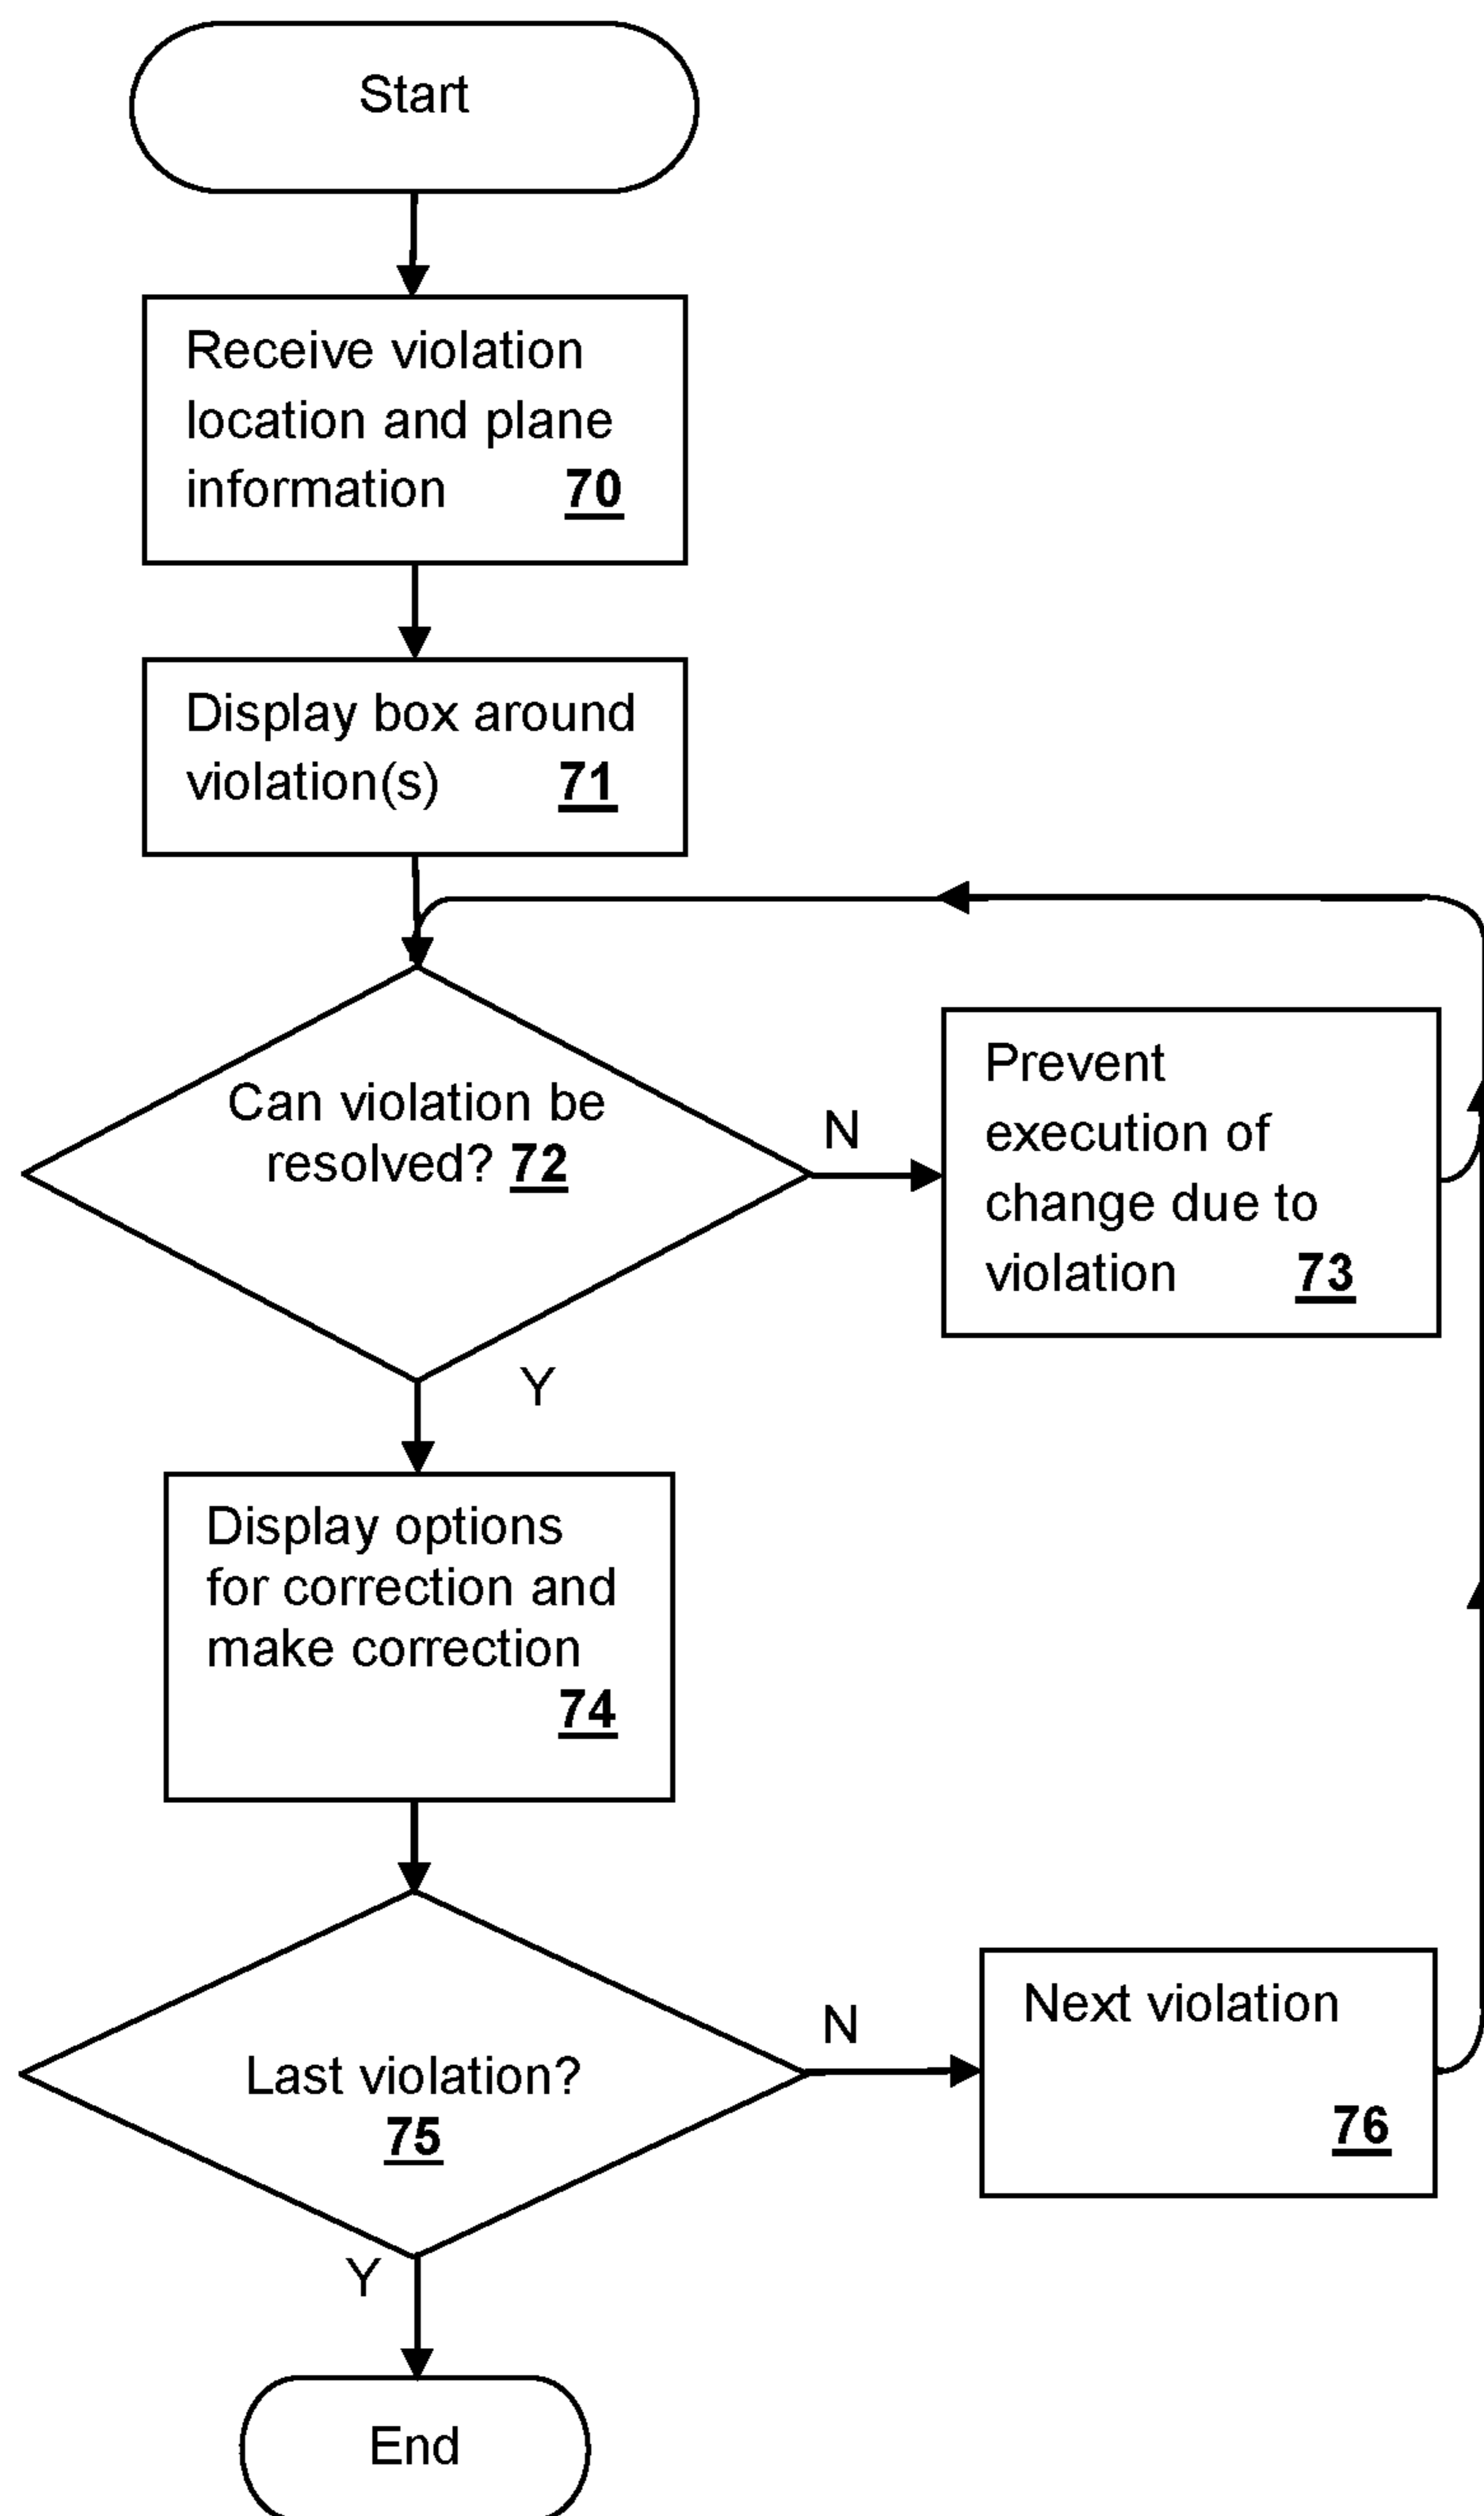 Start
Receive violation
location and plane
information 70
Display box around
violation(s) 71
Can violation be
resolved? 72
N
Prevent
execution of
change due to
violation 73
Y
Display options
for correction and
make correction
74
Last violation?
75
N
Next violation
76
Y
End